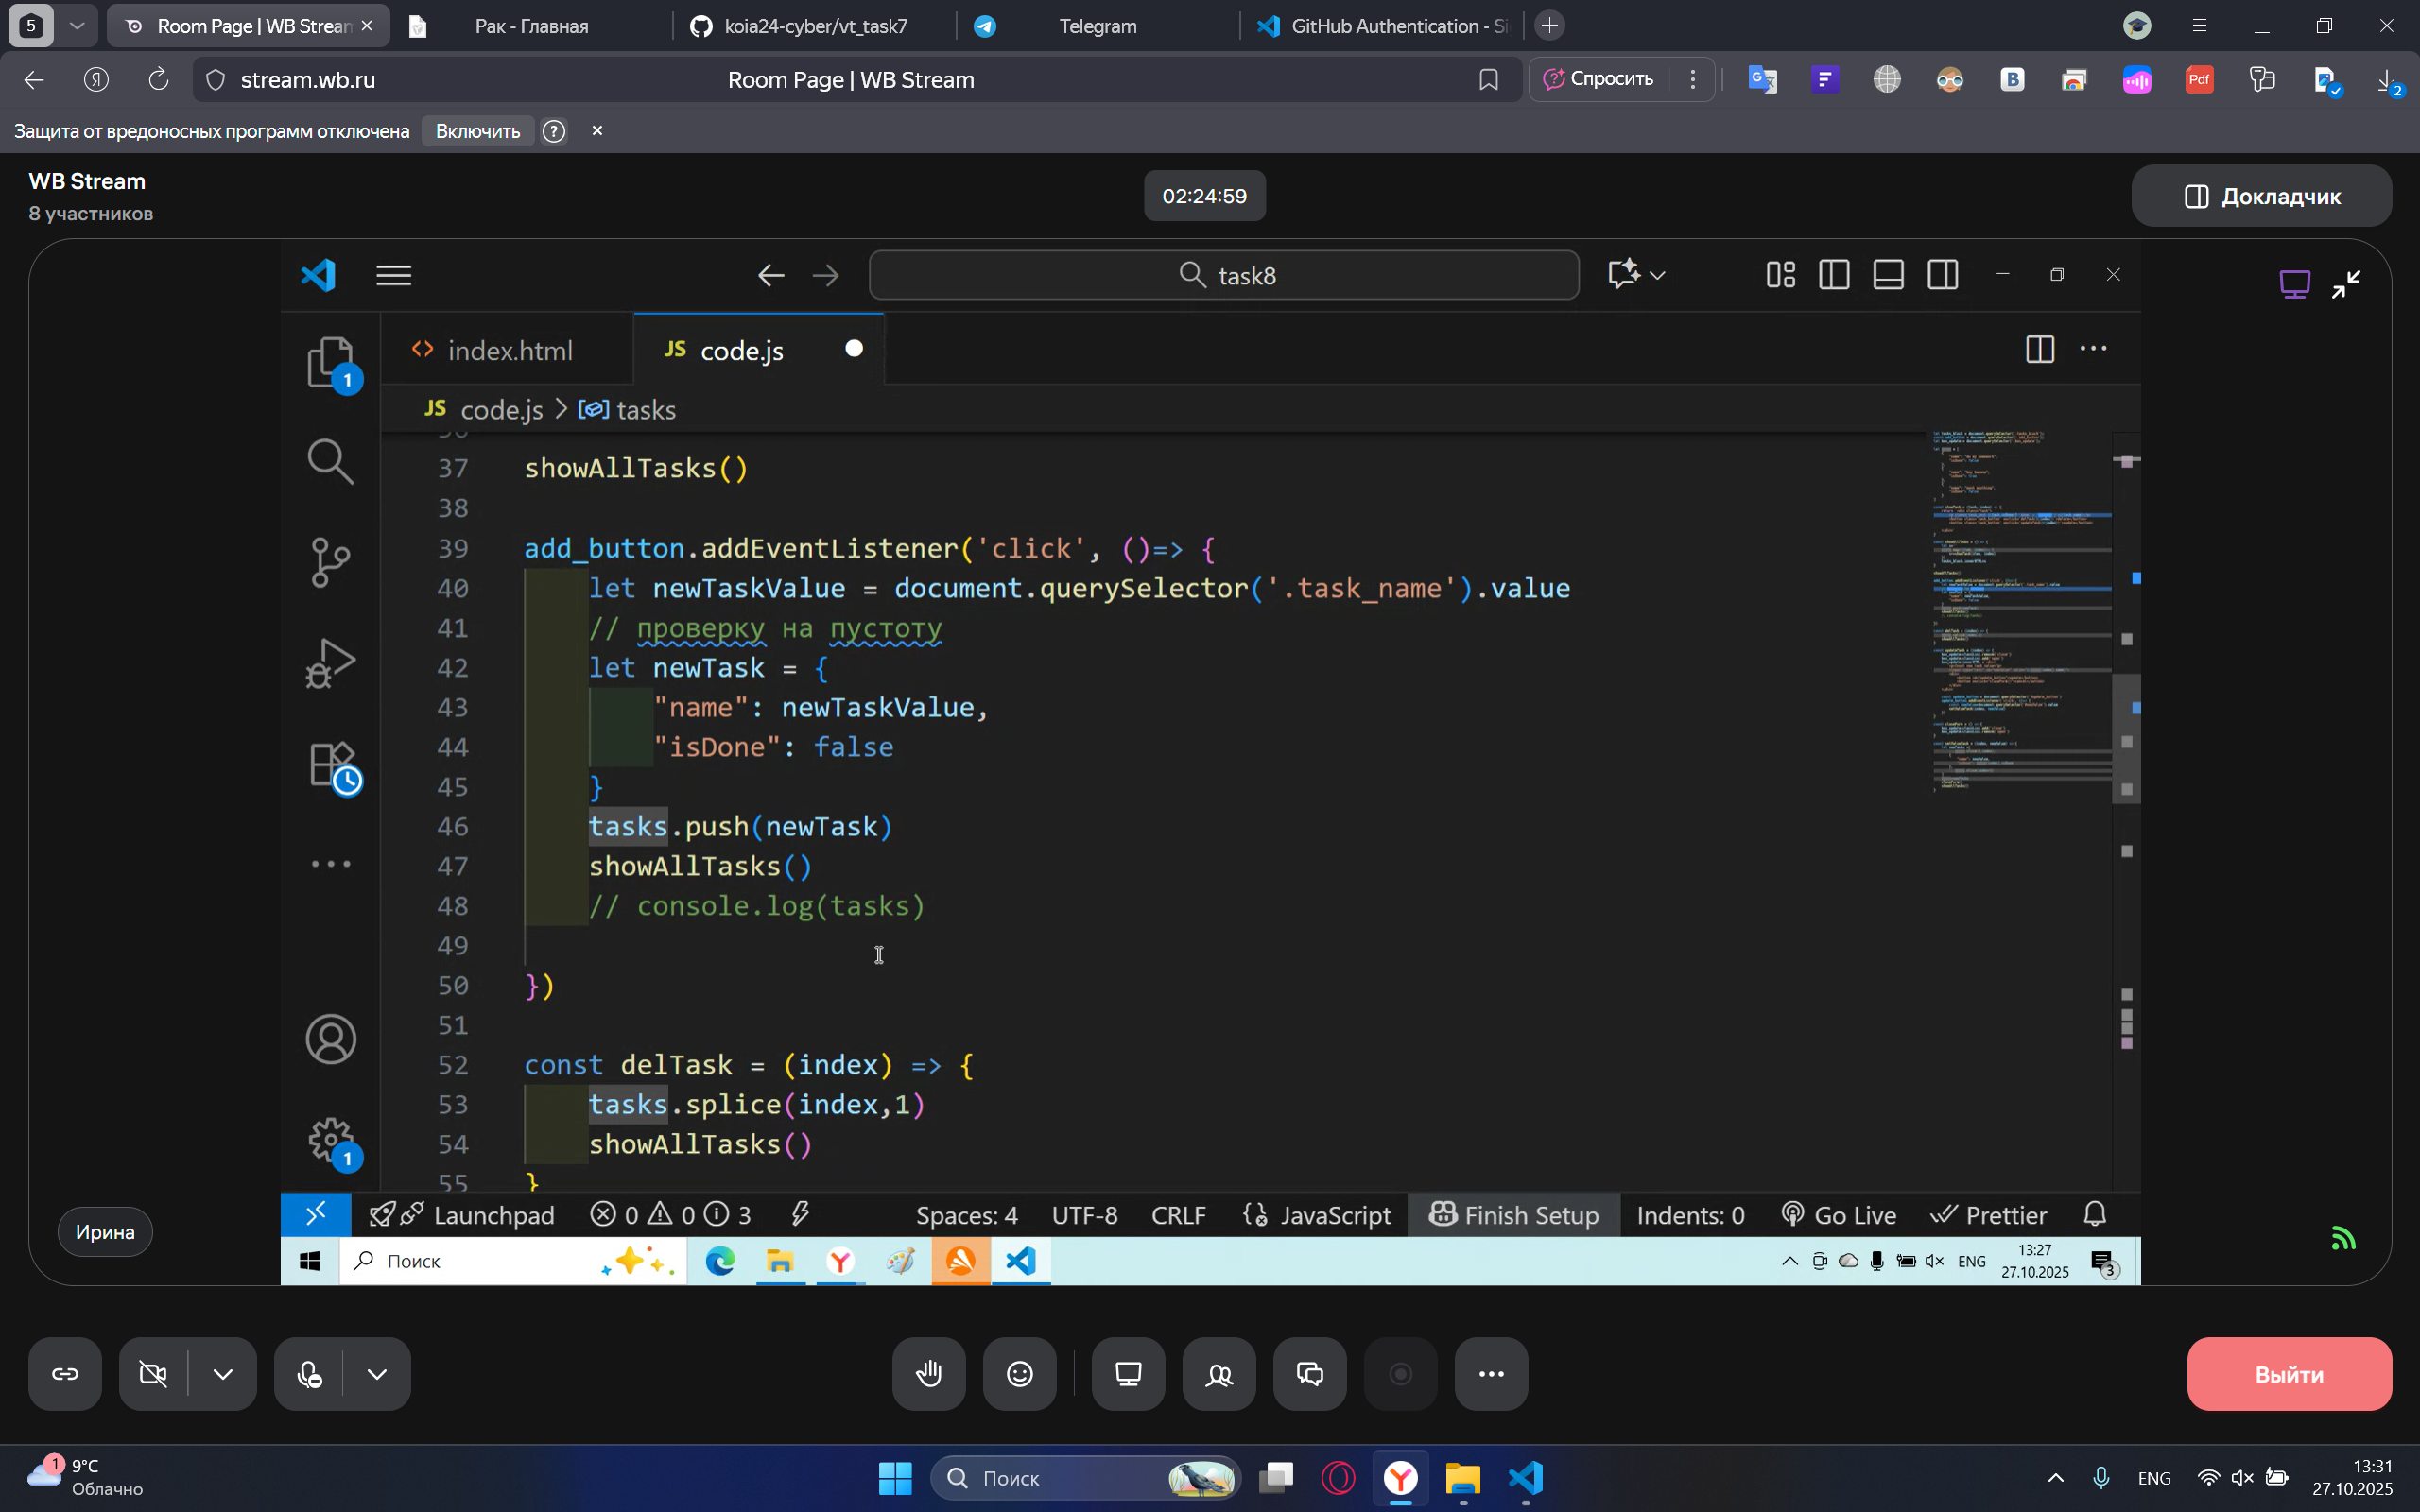 5
Room Page | WB Stream
Рак - Главная
koia24-cyber/vt_task7
Telegram
GitHub Authentication - Si
stream.wb.ru
Room Page | WB Stream
Спросить
Pdf
2
Защита от вредоносных программ отключена
Включить
?
WB Stream
8 участников
02:24:59
Докладчик
task8
index.html
JS code.js
JS code.js > tasks
1
36
37 showAllTasks()
38
39 add_button.addEventListener('click', ()=> {
40 let newTaskValue = document.querySelector('.task_name').value
41 // проверку на пустоту
42 let newTask = {
43 "name": newTaskValue,
44 "isDone": false
45 }
46 tasks.push(newTask)
47 showAllTasks()
48 // console.log(tasks)
49
50 })
51
52 const delTask = (index) => {
53 tasks.splice(index,1)
54 showAllTasks()
55 }
1
Launchpad
0 0 3
Spaces: 4
UTF-8
CRLF
JavaScript
Finish Setup
Indents: 0
Go Live
Prettier
Ирина
Поиск
ENG
13:27
27.10.2025
3
Выйти
1
9°C
Облачно
Поиск
ENG
13:31
27.10.2025